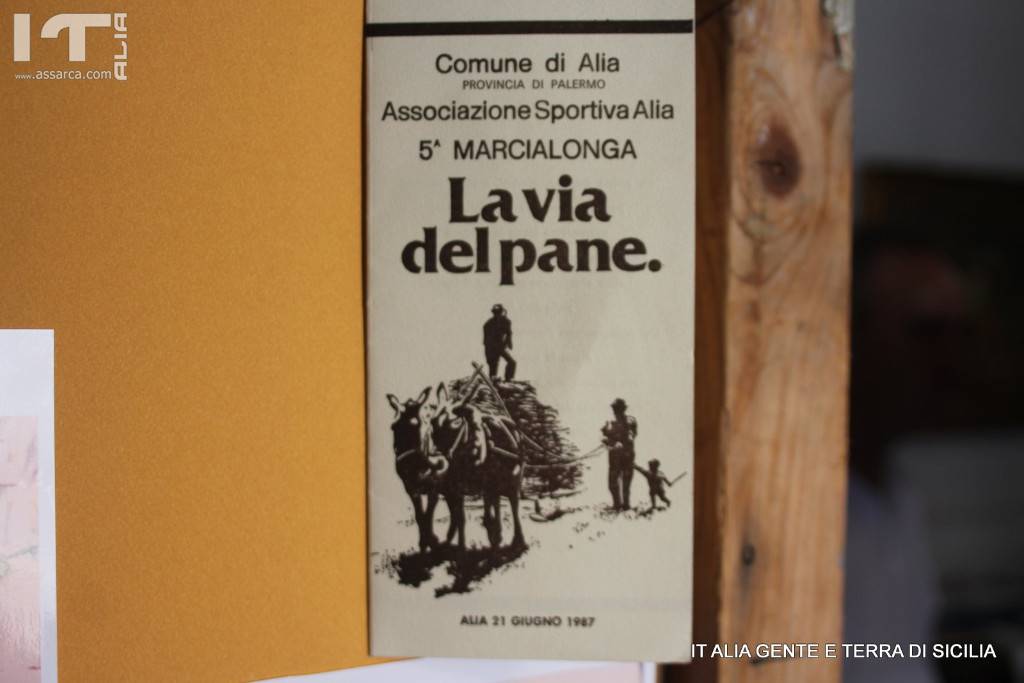 IT ALIA
www.assarca.com
Comune di Alia
PROVINCIA DI PALERMO
Associazione Sportiva Alia
5ᴬ MARCIALONGA
La via
del pane.
ALIA 21 GIUGNO 1987
IT ALIA GENTE E TERRA DI SICILIA